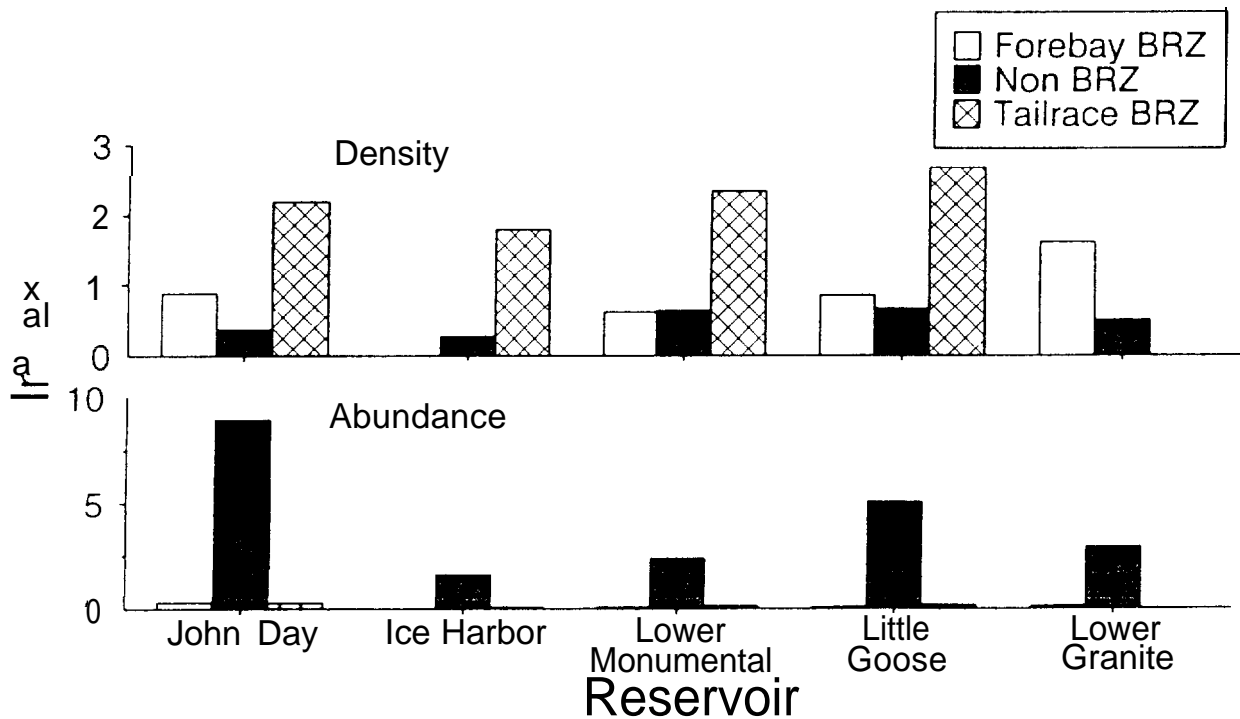 Forebay BRZ
Non BRZ
Tailrace BRZ
Density
3
2
1
0
x
al
a
Abundance
10
5
0
John Day
Ice Harbor
Lower
Monumental
Little
Goose
Lower
Granite
Reservoir